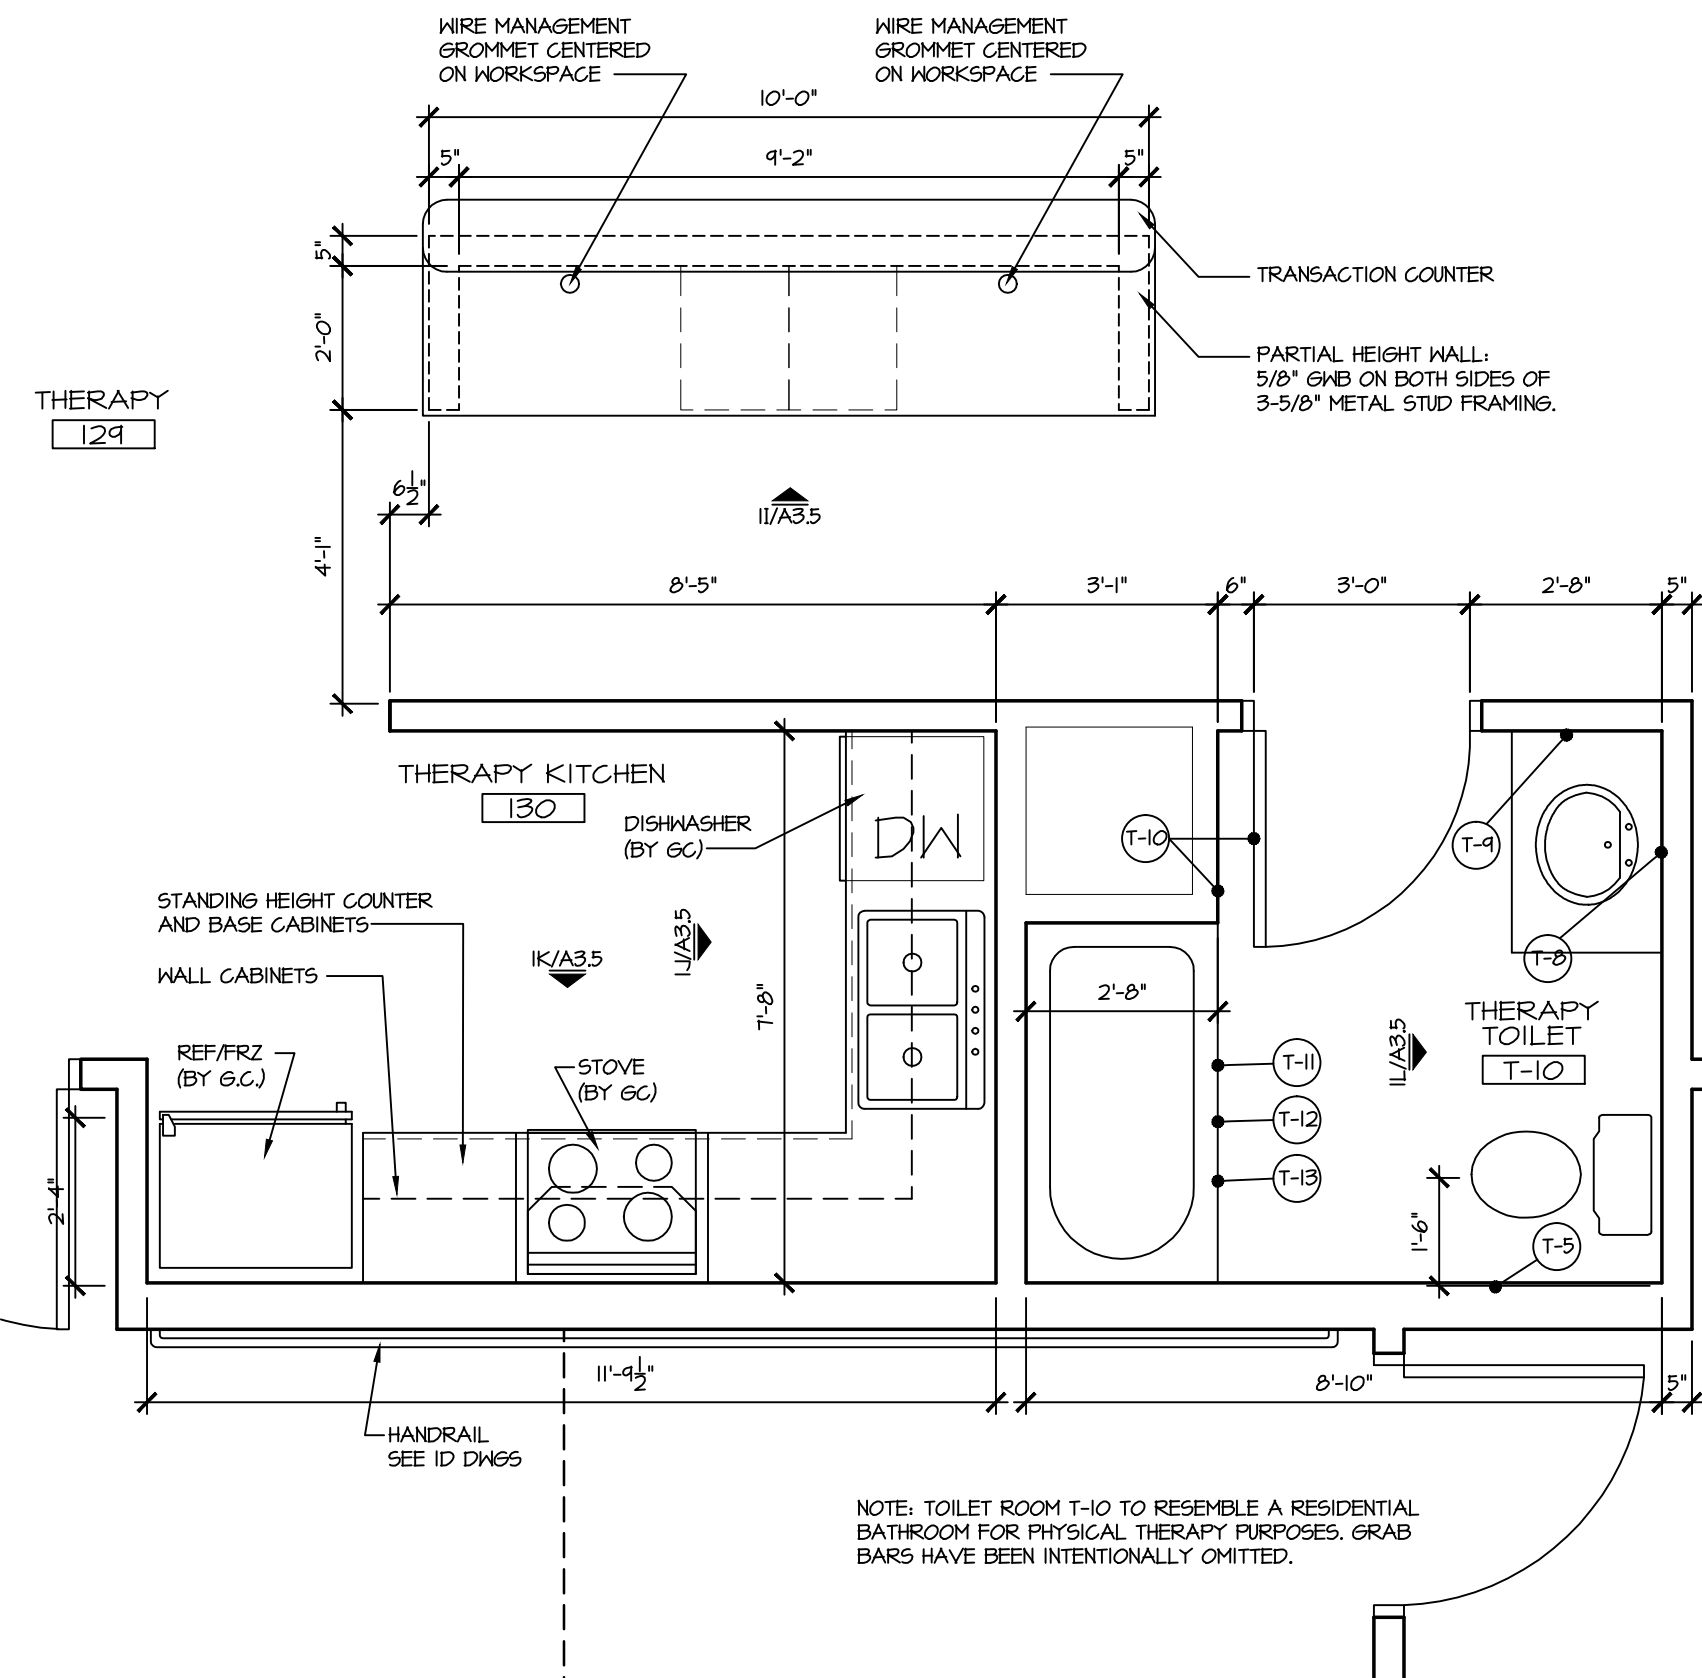 WIRE MANAGEMENT
GROMMET CENTERED
ON WORKSPACE
WIRE MANAGEMENT
GROMMET CENTERED
ON WORKSPACE
10'-0"
5"
9'-2"
5"
5"
2'-0"
TRANSACTION COUNTER
PARTIAL HEIGHT WALL:
5/8" GWB ON BOTH SIDES OF
3-5/8" METAL STUD FRAMING.
THERAPY
129
6 1/2"
11/A3.5
4'-1"
8'-5"
3'-1"
6"
3'-0"
2'-8"
5"
THERAPY KITCHEN
130
DISHWASHER
(BY GC)
DW
T-10
T-9
STANDING HEIGHT COUNTER
AND BASE CABINETS
WALL CABINETS
1K/A3.5
1J/A3.5
7'-8"
2'-8"
T-8
THERAPY
TOILET
T-10
1L/A3.5
REF/FRZ
(BY G.C.)
STOVE
(BY GC)
T-11
T-12
T-13
2'-4"
1'-6"
T-5
11'-9 1/2"
8'-10"
5"
HANDRAIL
SEE ID DWGS
NOTE: TOILET ROOM T-10 TO RESEMBLE A RESIDENTIAL
BATHROOM FOR PHYSICAL THERAPY PURPOSES. GRAB
BARS HAVE BEEN INTENTIONALLY OMITTED.